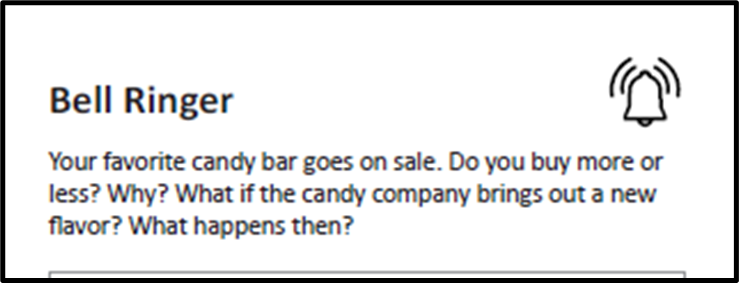 Bell Ringer
Your favorite candy bar goes on sale. Do you buy more or
less? Why? What if the candy company brings out a new
flavor? What happens then?